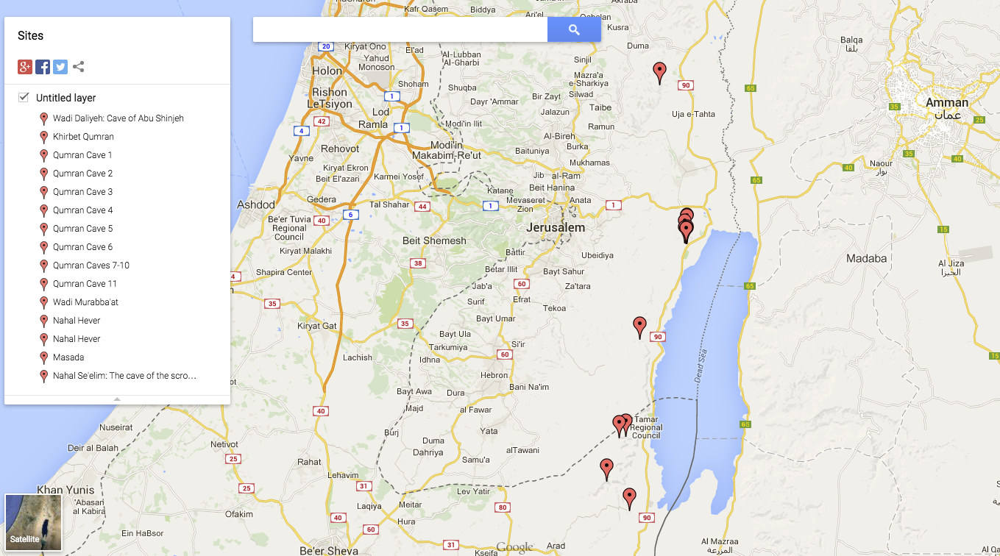 Sites
Untitled layer
Wadi Daliyeh: Cave of Abu Shinjeh
Khirbet Qumran
Qumran Cave 1
Qumran Cave 2
Qumran Cave 3
Qumran Cave 4
Qumran Cave 5
Qumran Cave 6
Qumran Caves 7-10
Qumran Cave 11
Wadi Murabba'at
Nahal Hever
Nahal Hever
Masada
Nahal Se'elim: The cave of the scro...
Satellite
Kafr Qasem
Biddya
Ari'el
Kusra
Duma
20
Kiryat Ono
El'ad
Yahud
Monoson
Al-Lubban
Al-Gharbi
Sinjil
Balqa
بلقا
Holon
Shoham
Shuqba
Mazra'a
e-Sharkiya
90
65
Rishon
LeTsiyon
1
Dayr 'Ammar
Bir Zayt
Silwad
Amman
عمان
35
25
Lod
Jalazun
Taibe
Uja e-Tahta
42
Ramla
1
Modi'in Ilit
Ramun
4
Al-Bireh
Rehovot
Modi'in
Makabim-Re'ut
Baituniya
Burka
Yavne
Mukhamas
35
40
Kiryat Ekron
Naour
ناعور
40
Beit El'azari
Karmei Yosef
Jib
al-Ram
65
Beit Hanina
Katane
Gedera
Tal Shahar
44
1
Mevaseret
Zion
Anata
1
Ashdod
6
Be'er Tuvia
Regional
Council
40
Jerusalem
15
Beit Shemesh
Kiryat Malakhi
Battir
Ubeidiya
Madaba
Al Jiza
الجيزا
Shapira Center
38
Betar Illit
Bayt Sahur
4
60
Jab'a
Za'tara
65
35
Surif
Efrat
Tekoa
Kiryat Gat
35
Bayt Umar
90
Bayt Ula
Tarkumiya
Si'ir
Lachish
Idhna
60
15
Dead Sea
Hebron
Bani Na'im
Bayt Awa
Dura
Majd
al Fawar
40
Nuseirat
Burj
Yata
Tamar
Regional
Council
65
Deir al Balah
Netivot
Duma
Dahriya
alTawani
25
Rahat
Samu'a
Lehavim
Khan Yunis
25
31
Lev Yatir
'Abasan
al Kabira
Ofakim
Laqiya
Meitar
80
Hura
40
90
Ein HaBsor
60
Be'er Sheva
31
Kseifa
Google
Arad
Al Mazraa
المزرعة